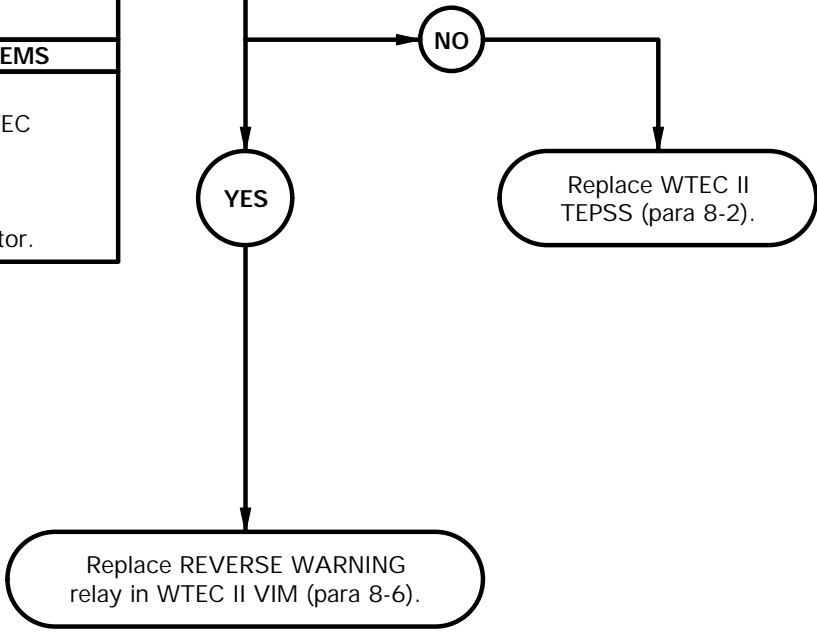 EMS
EC
tor.
NO
YES
Replace WTEC II
TEPSS (para 8-2).
Replace REVERSE WARNING
relay in WTEC II VIM (para 8-6).